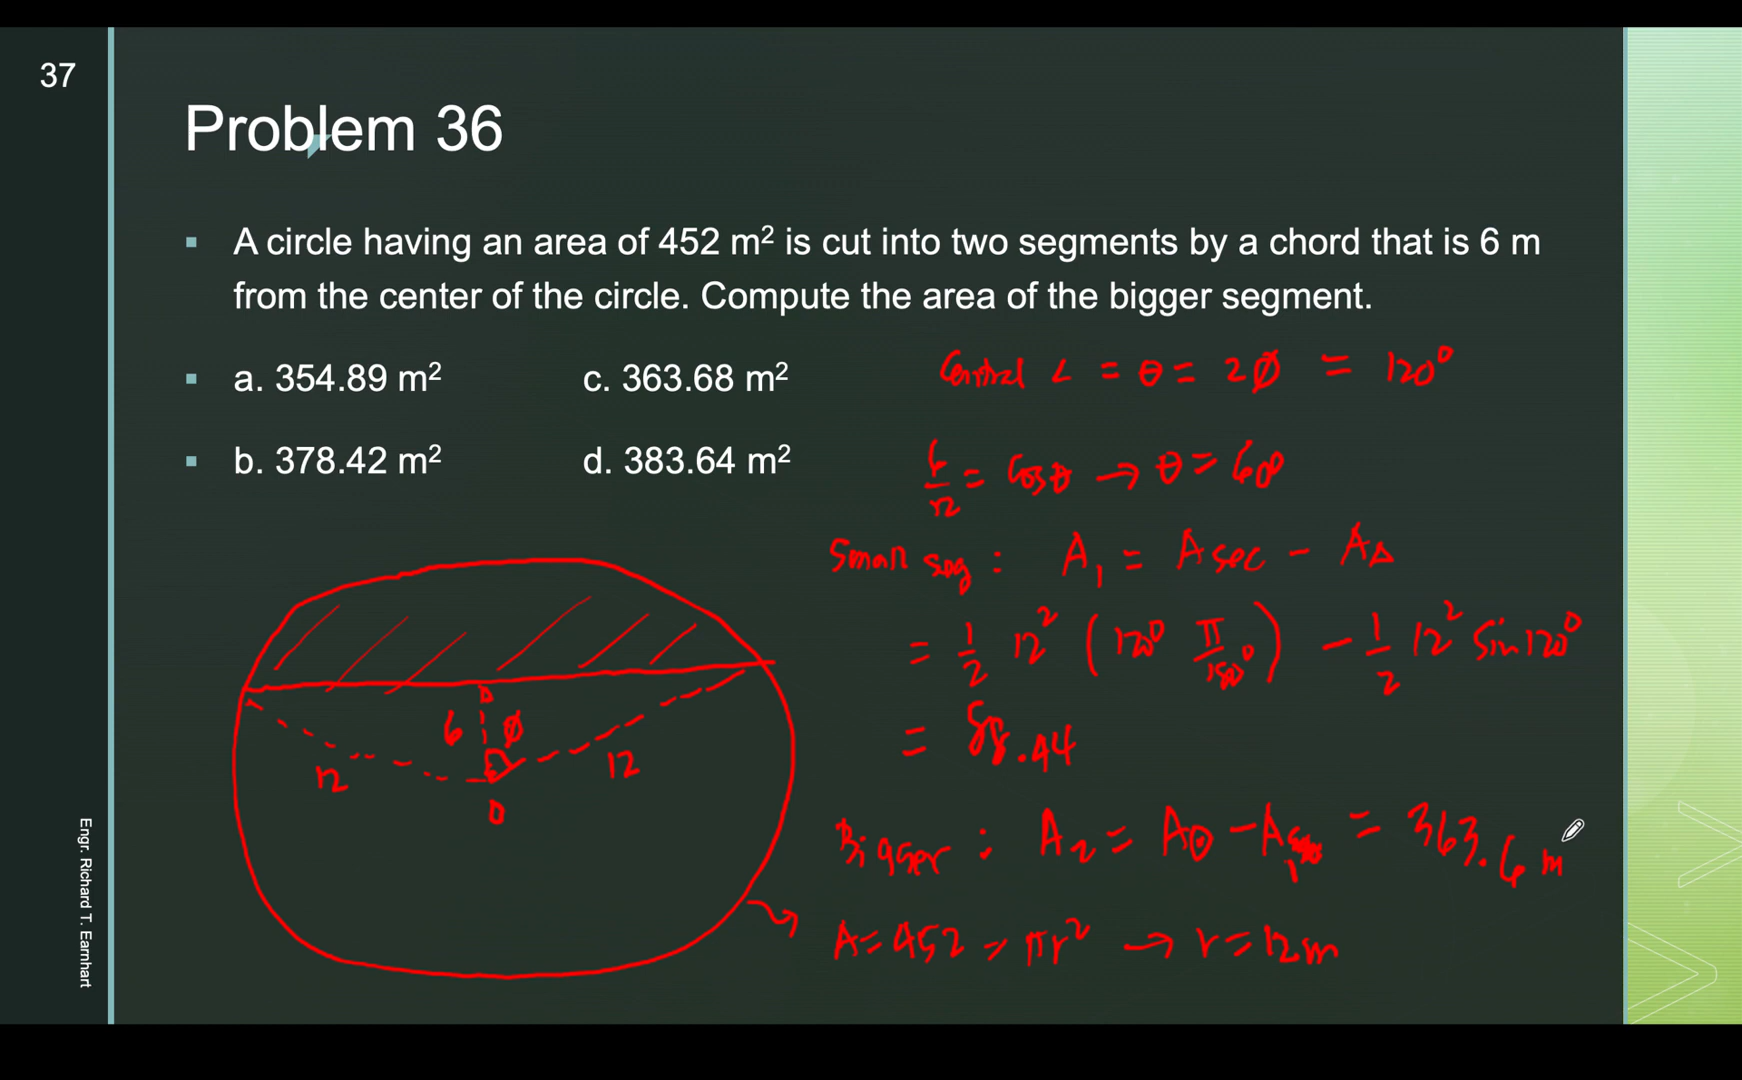 37
Problem 36
A circle having an area of 452 m² is cut into two segments by a chord that is 6 m
from the center of the circle. Compute the area of the bigger segment.
a. 354.89 m² c. 363.68 m²
b. 378.42 m² d. 383.64 m²
Central ∠ = θ = 2Ø = 120°
6/12 = Cosθ → θ = 60°
Small seg : A₁ = Asec - A△
= 1/2 12² (120° π/180°) - 1/2 12² Sin120°
= 88.44
6 Ø
12 12
O
Bigger : A₂ = A⊙ - A₁ = 363.6 m
A = 452 = πr² → r = 12m
Engr. Richard T. Earnhart